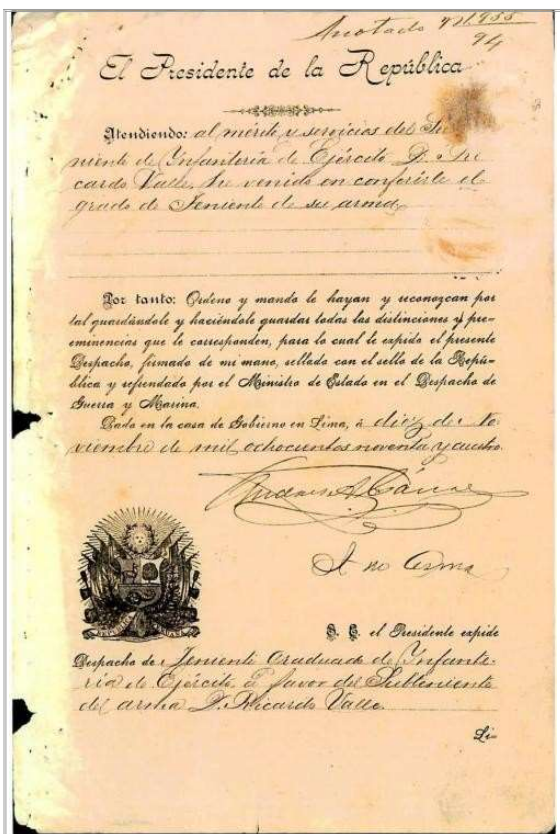 Anotado
94
El Presidente de la República
Atendiendo: al mérito y servicios del Sub
niente de Infantería de Ejército D. Ri
cardo Valle, he venido en conferirle el
grado de Teniente de su arma,
Por tanto: Ordeno y mando le hayan y reconozcan por
tal guardándole y haciéndole guardar todas las distinciones y pre-
eminencias que le corresponden, para lo cual le expido el presente
Despacho, firmado de mi mano, sellado con el sello de la Repú-
blica y refrendado por el Ministro de Estado en el Despacho de
Guerra y Marina.
Dado en la casa de Gobierno en Lima, á diez de No
viembre de mil ochocientos noventa y cuatro.
S. E. el Presidente expide
Despacho de Teniente Graduado de Infante-
ría de Ejército, á favor del Subteniente
del arma D. Ricardo Valle.
Li-